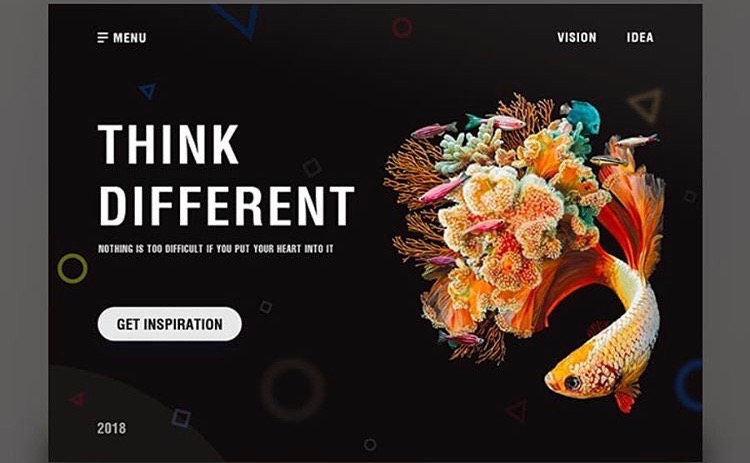 MENU
VISION
IDEA
THINK
DIFFERENT
NOTHING IS TOO DIFFICULT IF YOU PUT YOUR HEART INTO IT
GET INSPIRATION
2018